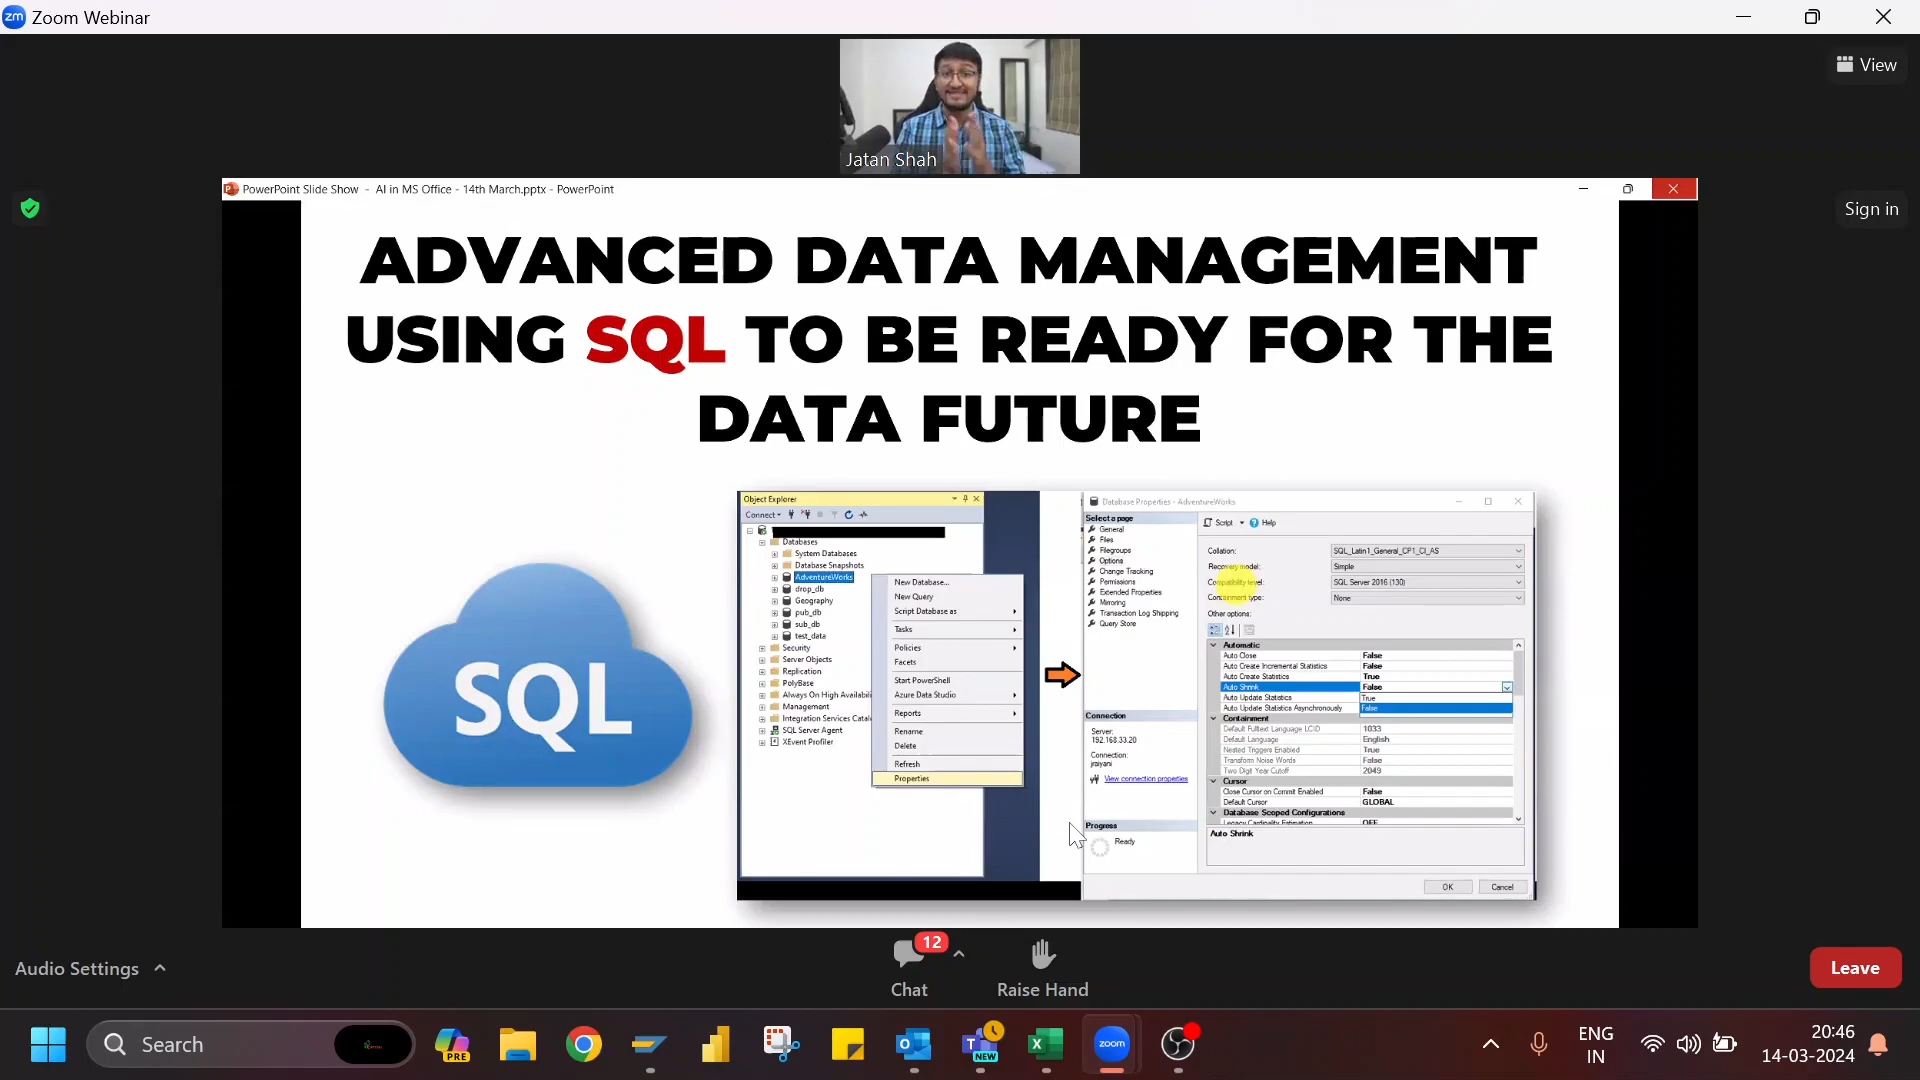 zm Zoom Webinar
View
Jatan Shah
PowerPoint Slide Show - AI in MS Office - 14th March.pptx - PowerPoint
Sign in
ADVANCED DATA MANAGEMENT
USING SQL TO BE READY FOR THE
DATA FUTURE
SQL
Object Explorer
Connect
Databases
System Databases
Database Snapshots
AdventureWorks
drop_db
Geography
pub_db
sub_db
test_data
Security
Server Objects
Replication
PolyBase
Always On High Availabili
Management
Integration Services Catal
SQL Server Agent
XEvent Profiler
New Database...
New Query
Script Database as
Tasks
Policies
Facets
Start PowerShell
Azure Data Studio
Reports
Rename
Delete
Refresh
Properties
Database Properties - AdventureWorks
Select a page
General
Files
Filegroups
Options
Change Tracking
Permissions
Extended Properties
Mirroring
Transaction Log Shipping
Query Store
Connection
Server:
192.168.33.20
Connection:
jraiyani
View connection properties
Progress
Ready
Script Help
Collation: SQL_Latin1_General_CP1_CI_AS
Recovery model: Simple
Compatibility level: SQL Server 2016 (130)
Containment type: None
Other options:
Automatic
Auto Close False
Auto Create Incremental Statistics False
Auto Create Statistics True
Auto Shrink False
Auto Update Statistics True
Auto Update Statistics Asynchronously False
Containment
Default Fulltext Language LCID 1033
Default Language English
Nested Triggers Enabled True
Transform Noise Words False
Two Digit Year Cutoff 2049
Cursor
Close Cursor on Commit Enabled False
Default Cursor GLOBAL
Database Scoped Configurations
Legacy Cardinality Estimation OFF
Auto Shrink
OK Cancel
Audio Settings
12
Chat
Raise Hand
Leave
Search
PRE
NEW
zoom
ENG
IN
20:46
14-03-2024